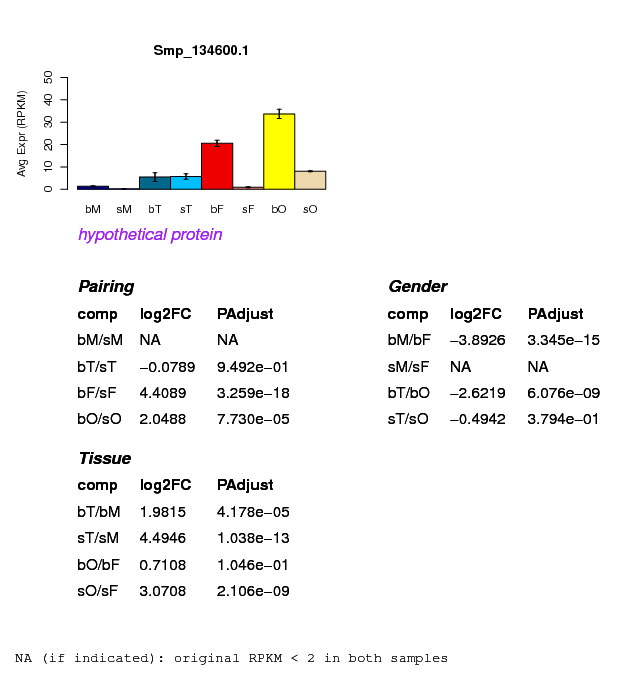 Smp_134600.1
Avg Expr (RPKM)
0 10 20 30 40 50
bM sM bT sT bF sF bO sO
hypothetical protein
Pairing
comp log2FC PAdjust
bM/sM NA NA
bT/sT −0.0789 9.492e−01
bF/sF 4.4089 3.259e−18
bO/sO 2.0488 7.730e−05
Gender
comp log2FC PAdjust
bM/bF −3.8926 3.345e−15
sM/sF NA NA
bT/bO −2.6219 6.076e−09
sT/sO −0.4942 3.794e−01
Tissue
comp log2FC PAdjust
bT/bM 1.9815 4.178e−05
sT/sM 4.4946 1.038e−13
bO/bF 0.7108 1.046e−01
sO/sF 3.0708 2.106e−09
NA (if indicated): original RPKM < 2 in both samples